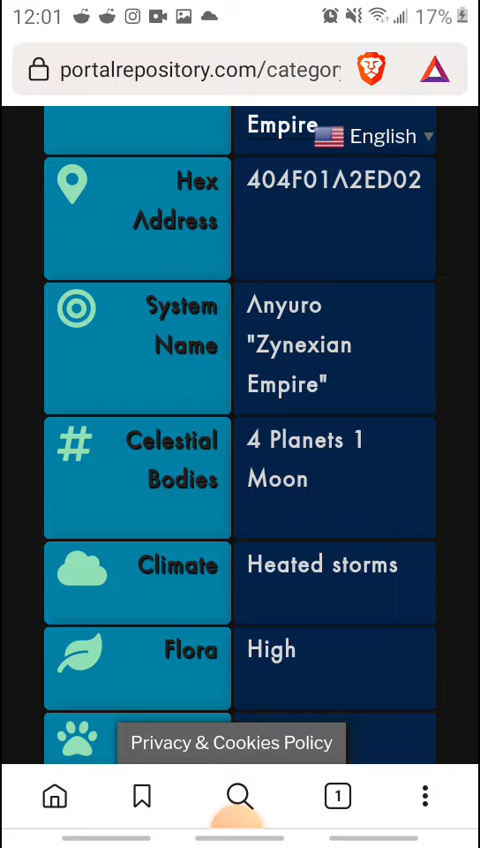 12:01
17%
portalrepository.com/categor
Empire
English
Hex
Address
404F01A2ED02
System
Name
Anyuro
"Zynexian
Empire"
# Celestial
Bodies
4 Planets 1
Moon
Climate
Heated storms
Flora
High
Privacy & Cookies Policy
1